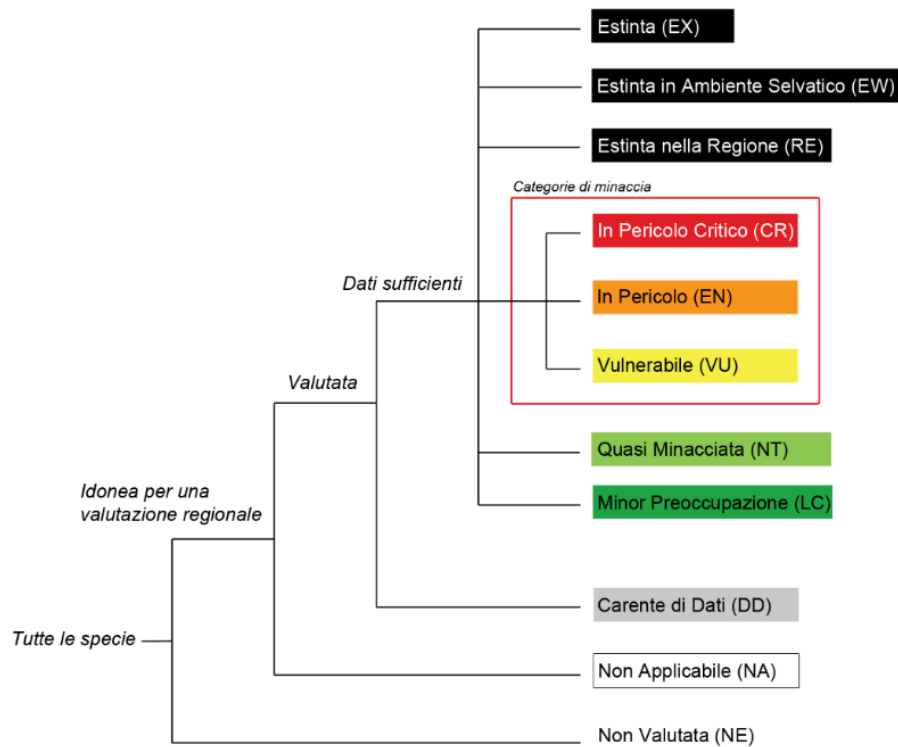 Estinta (EX)
Estinta in Ambiente Selvatico (EW)
Estinta nella Regione (RE)
Categorie di minaccia
In Pericolo Critico (CR)
Dati sufficienti
In Pericolo (EN)
Vulnerabile (VU)
Valutata
Quasi Minacciata (NT)
Idonea per una
valutazione regionale
Minor Preoccupazione (LC)
Carente di Dati (DD)
Tutte le specie
Non Applicabile (NA)
Non Valutata (NE)